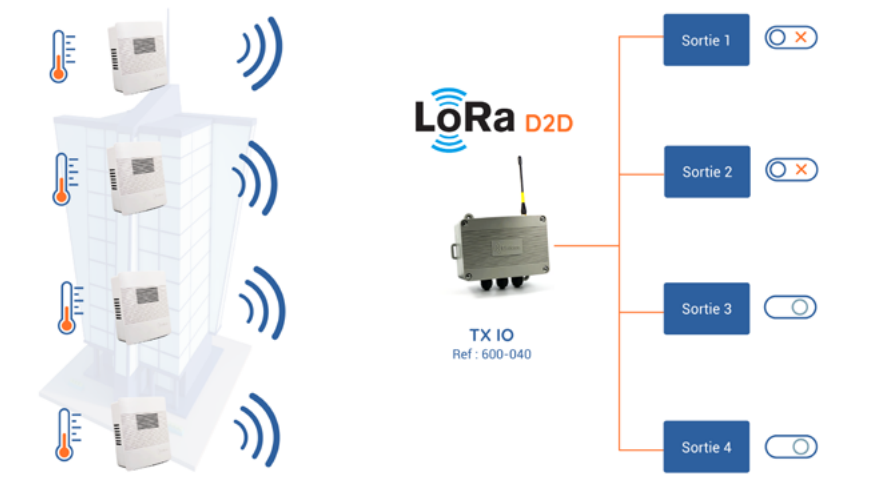 LoRa D2D
TX IO
Ref : 600-040
Sortie 1
Sortie 2
Sortie 3
Sortie 4